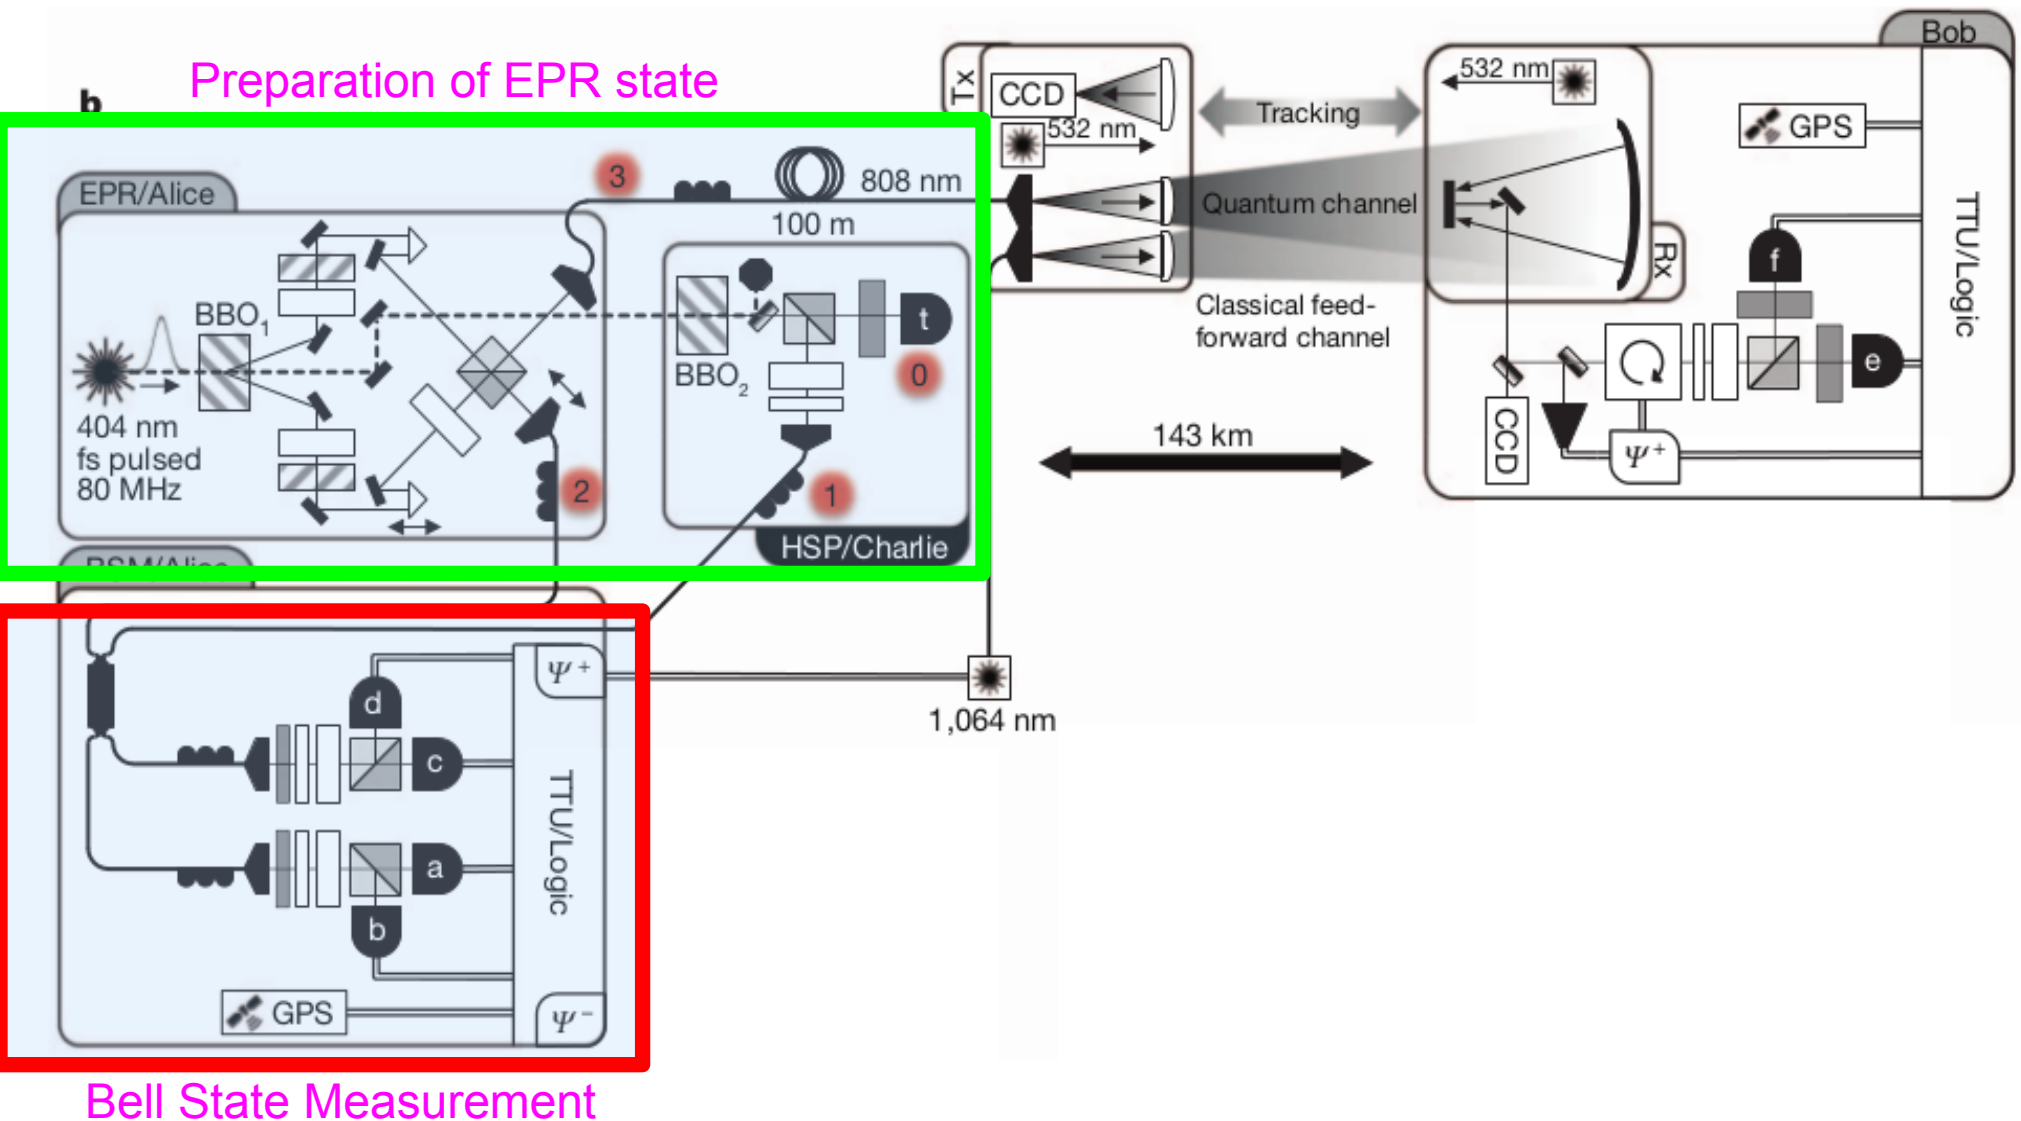 Preparation of EPR state
b
EPR/Alice
BBO₁
404 nm
fs pulsed
80 MHz
3
808 nm
100 m
BBO₂
t
0
1
2
HSP/Charlie
BSM/Alice
Tx
CCD
532 nm
Tracking
Quantum channel
Classical feed-
forward channel
143 km
Bob
532 nm
GPS
Rx
f
e
CCD
Ψ⁺
TTU/Logic
Ψ⁺
1,064 nm
d
c
a
b
TTU/Logic
GPS
Ψ⁻
Bell State Measurement